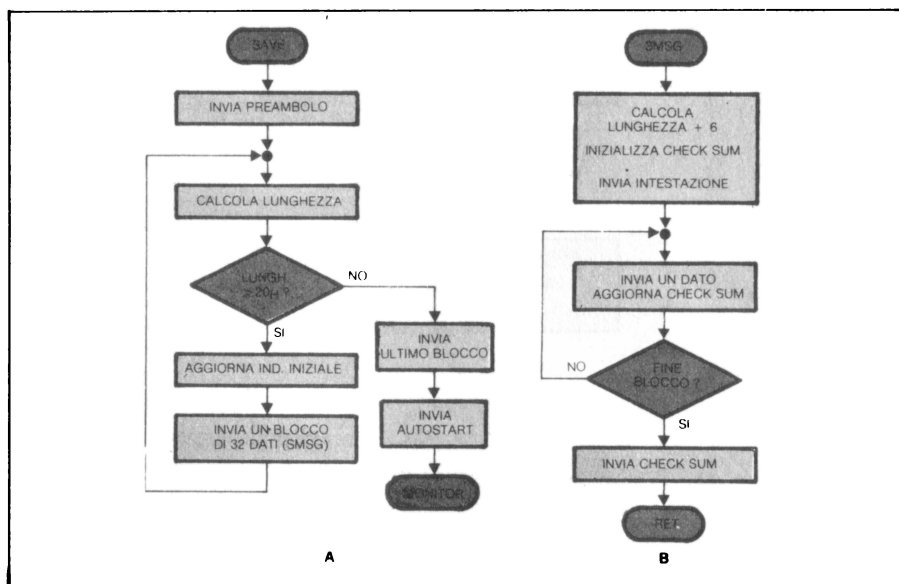 SAVE
INVIA PREAMBOLO
CALCOLA LUNGHEZZA
LUNGH
≥20H ?
NO
SI
AGGIORNA IND. INIZIALE
INVIA UN BLOCCO
DI 32 DATI (SMSG)
INVIA
ULTIMO BLOCCO
INVIA
AUTOSTART
MONITOR
A
SMSG
CALCOLA
LUNGHEZZA + 6
INIZIALIZZA CHECK SUM
INVIA INTESTAZIONE
INVIA UN DATO
AGGIORNA CHECK SUM
FINE
BLOCCO ?
NO
SI
INVIA CHECK SUM
RET
B